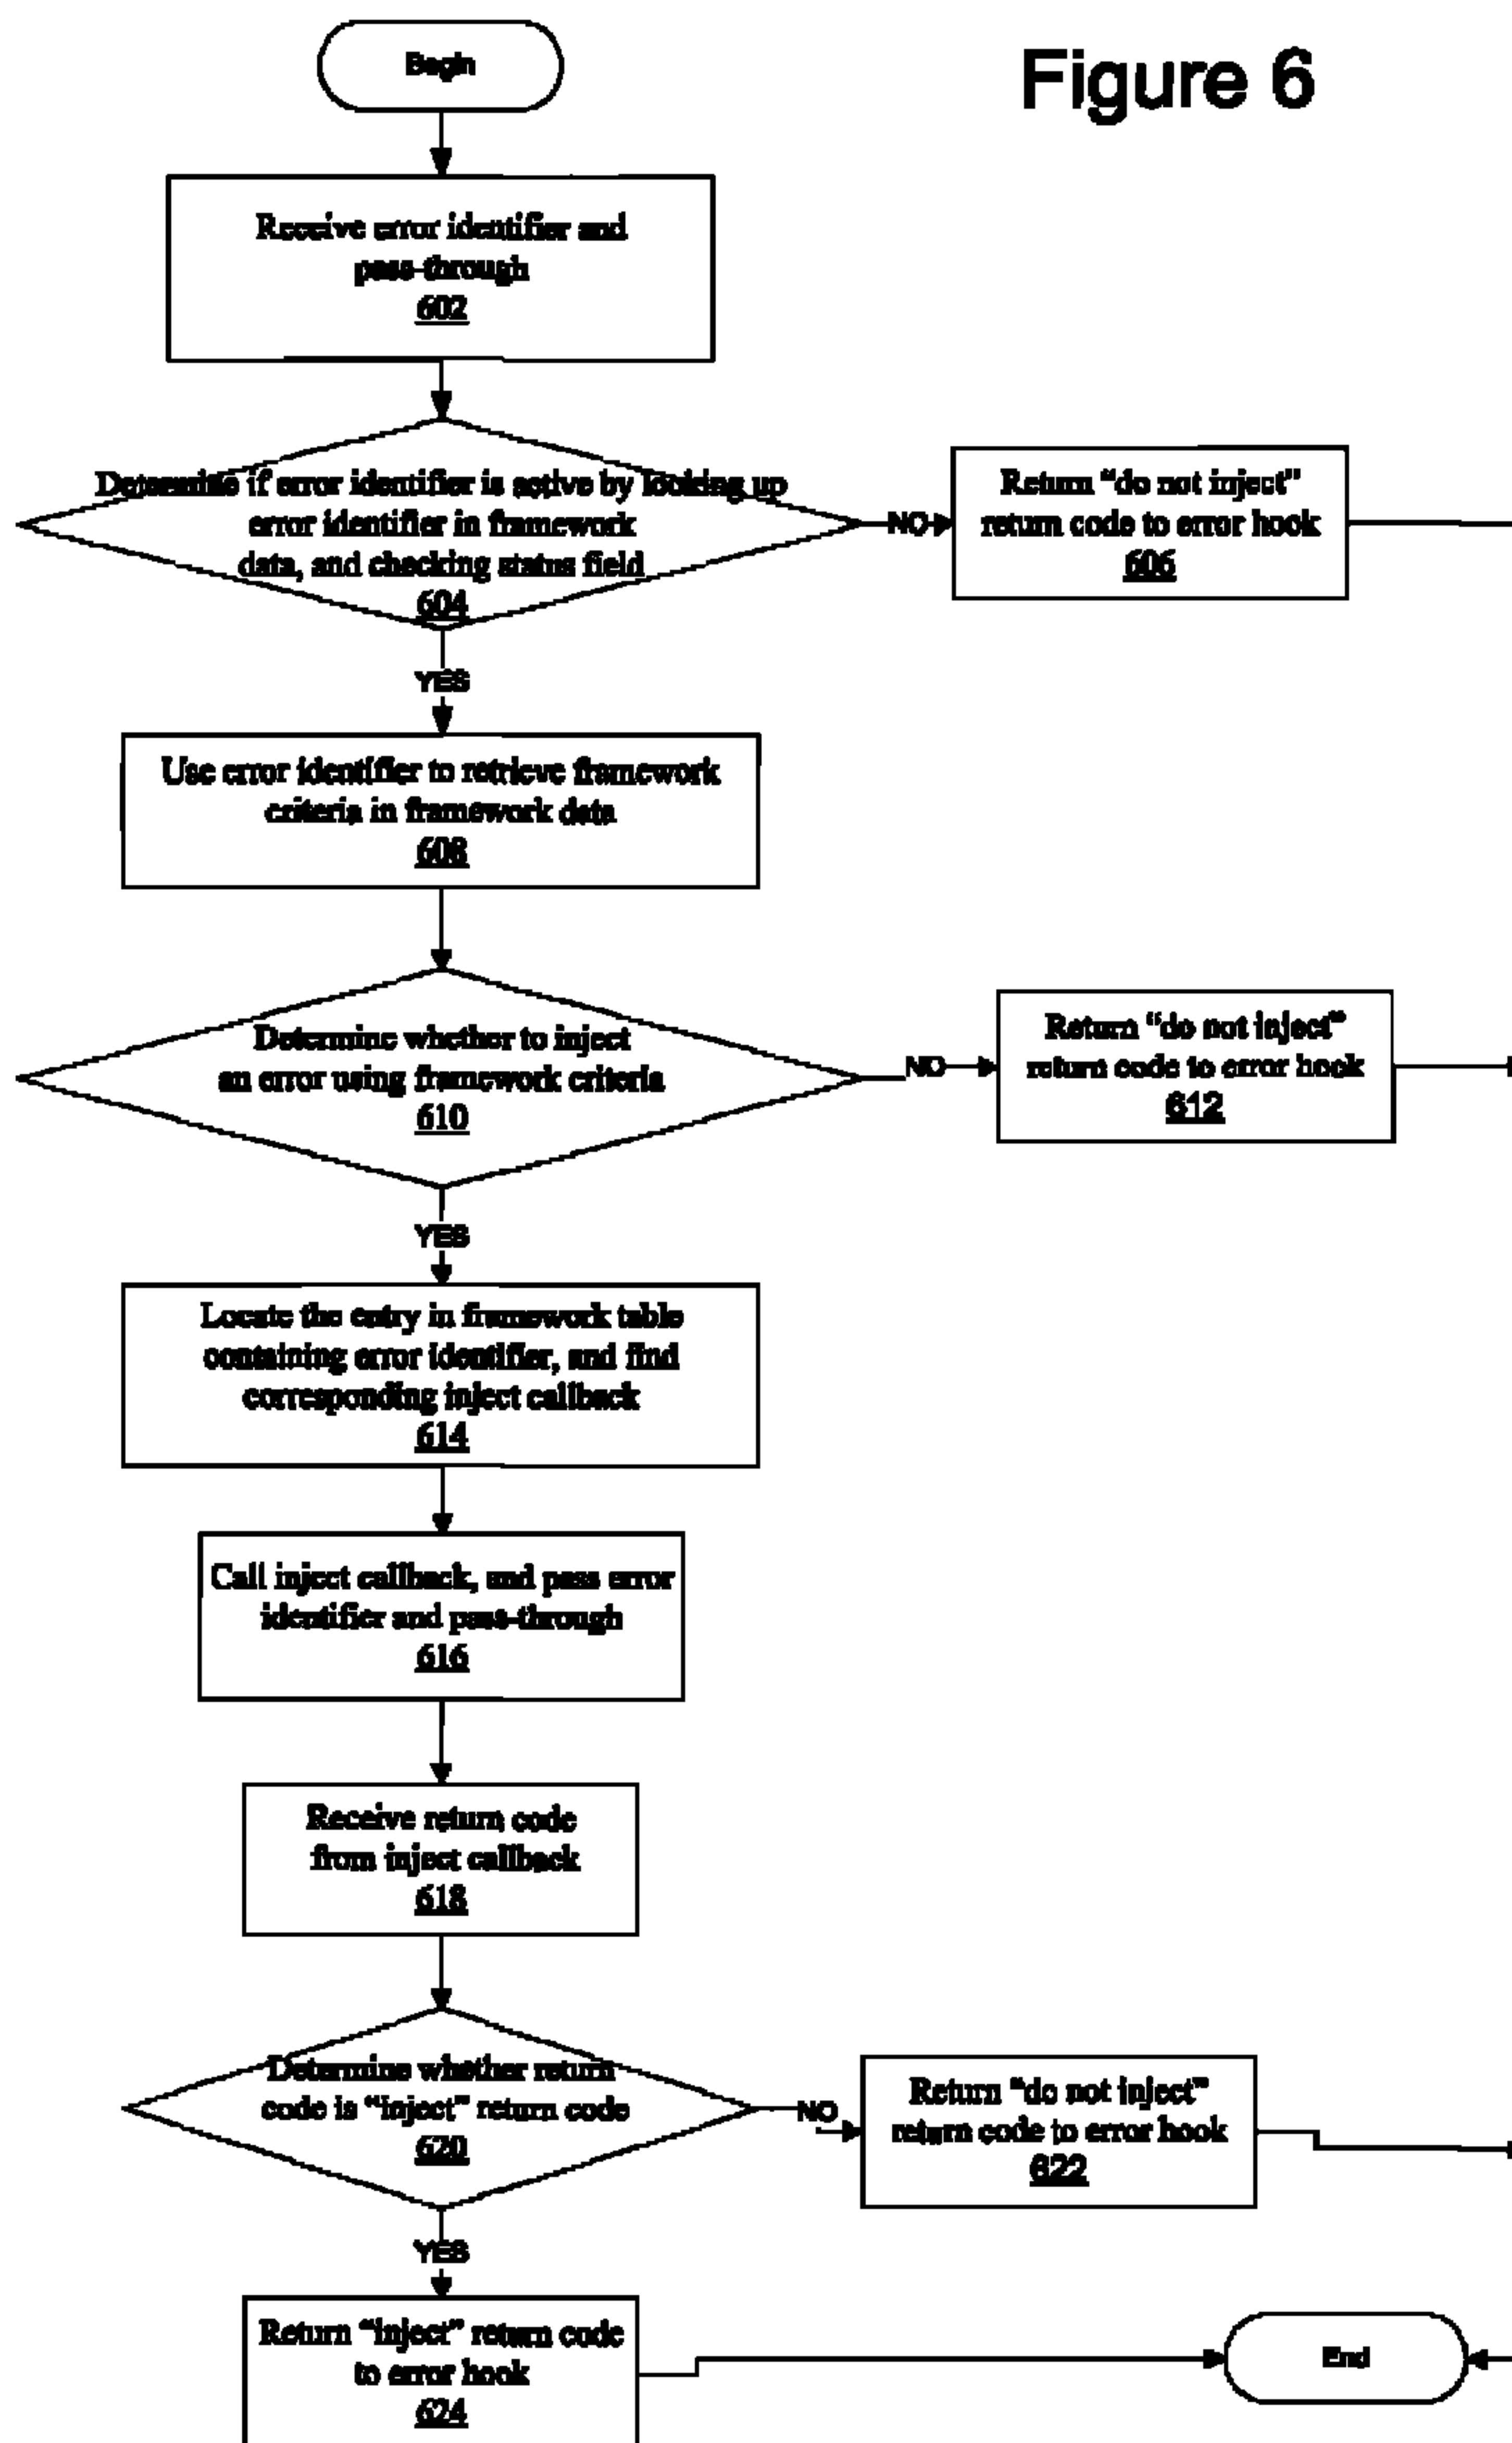 Begin
Figure 6
Receive error identifier and
pass-through
602
Determine if error identifier is active by looking up
error identifier in framework
data, and checking status field
604
NO
Return “do not inject”
return code to error hook
606
YES
Use error identifier to retrieve framework
criteria in framework data
608
Determine whether to inject
an error using framework criteria
610
NO
Return “do not inject”
return code to error hook
612
YES
Locate the entry in framework table
containing error identifier, and find
corresponding inject callback
614
Call inject callback, and pass error
identifier and pass-through
616
Receive return code
from inject callback
618
Determine whether return
code is “inject” return code
620
NO
Return “do not inject”
return code to error hook
622
YES
Return “inject” return code
to error hook
624
End